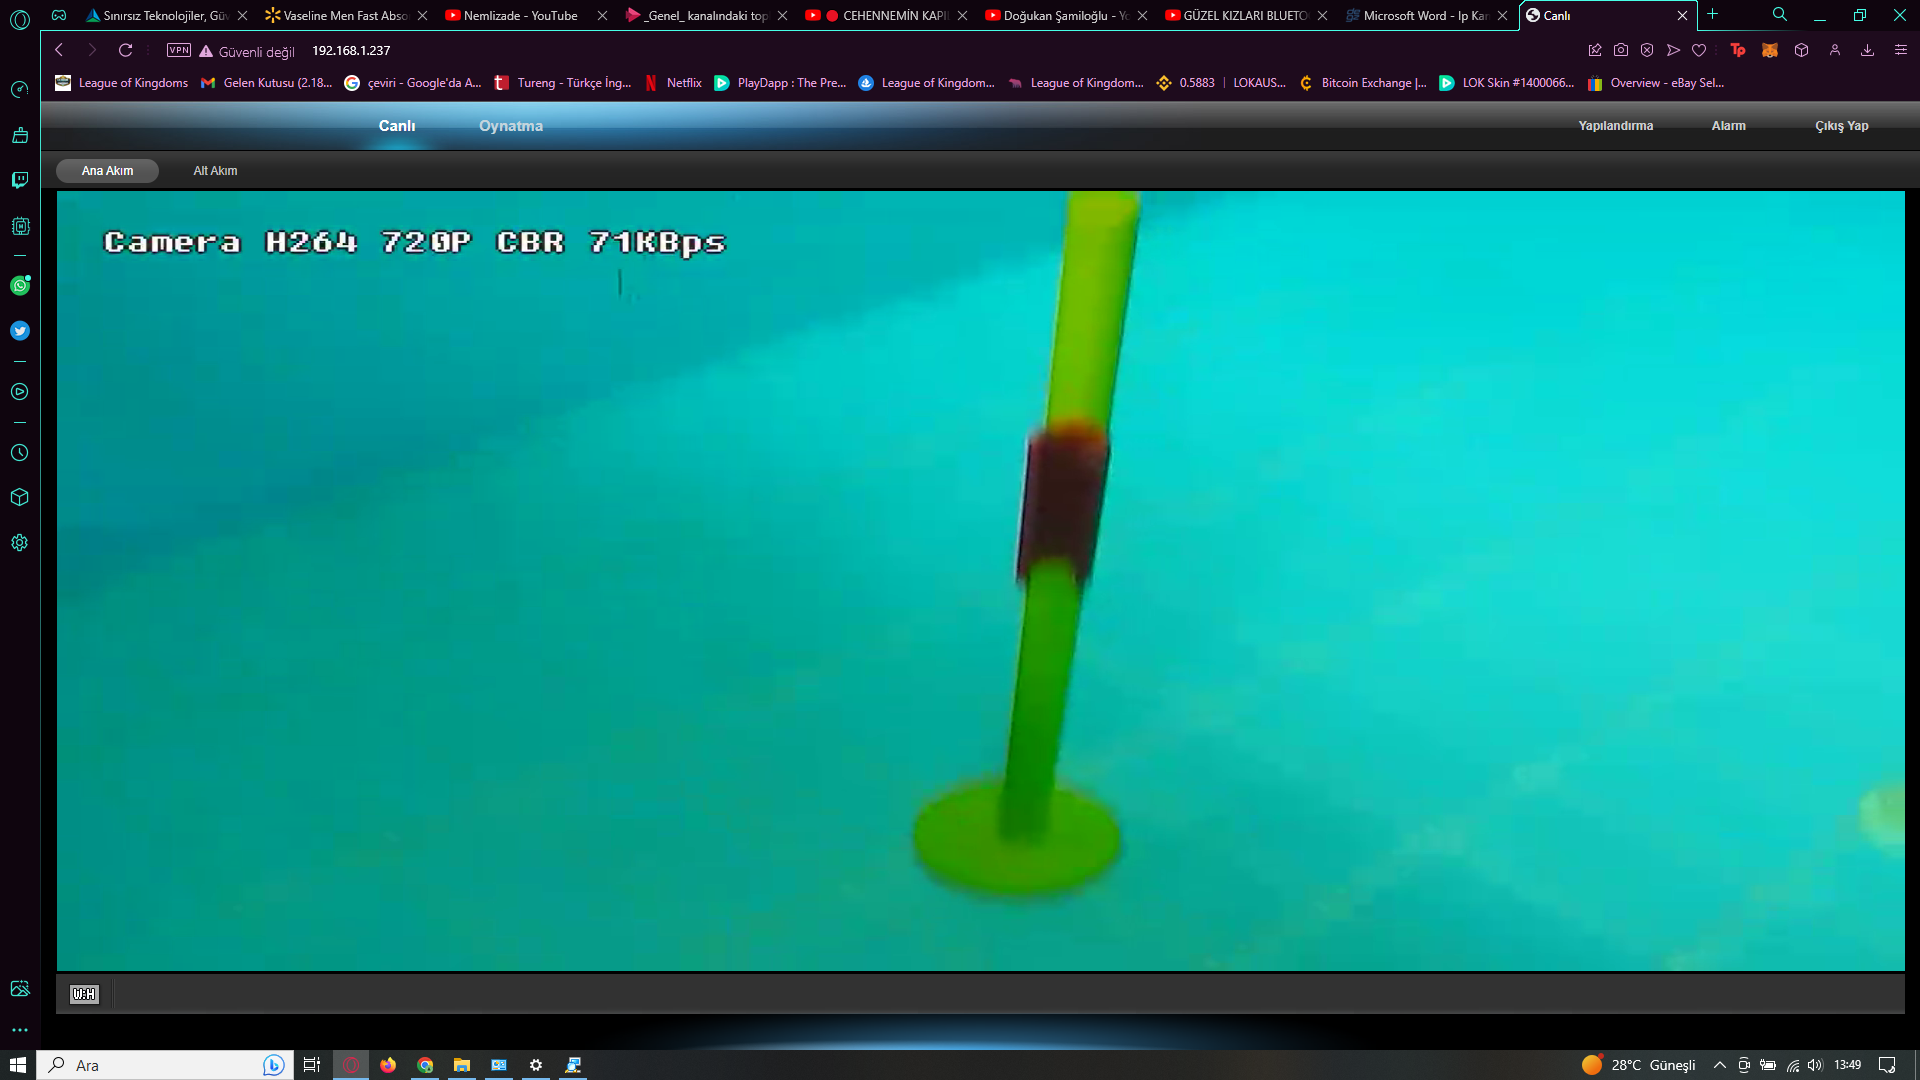 Sınırsız Teknolojiler, Güv
Vaseline Men Fast Abso
Nemlizade - YouTube
_Genel_ kanalındaki top
CEHENNEMİN KAPI
Doğukan Şamiloğlu - Yo
GÜZEL KIZLARI BLUETO
Microsoft Word - Ip Kar
Canlı
VPN
Güvenli değil
192.168.1.237
League of Kingdoms
Gelen Kutusu (2.18...
çeviri - Google'da A...
Tureng - Türkçe İng...
Netflix
PlayDapp : The Pre...
League of Kingdom...
League of Kingdom...
0.5883 | LOKAUS...
Bitcoin Exchange |...
LOK Skin #1400066...
Overview - eBay Sel...
Canlı
Oynatma
Yapılandırma
Alarm
Çıkış Yap
Ana Akım
Alt Akım
Camera H264 720P CBR 71KBps
W:H
Ara
28°C Güneşli
13:49